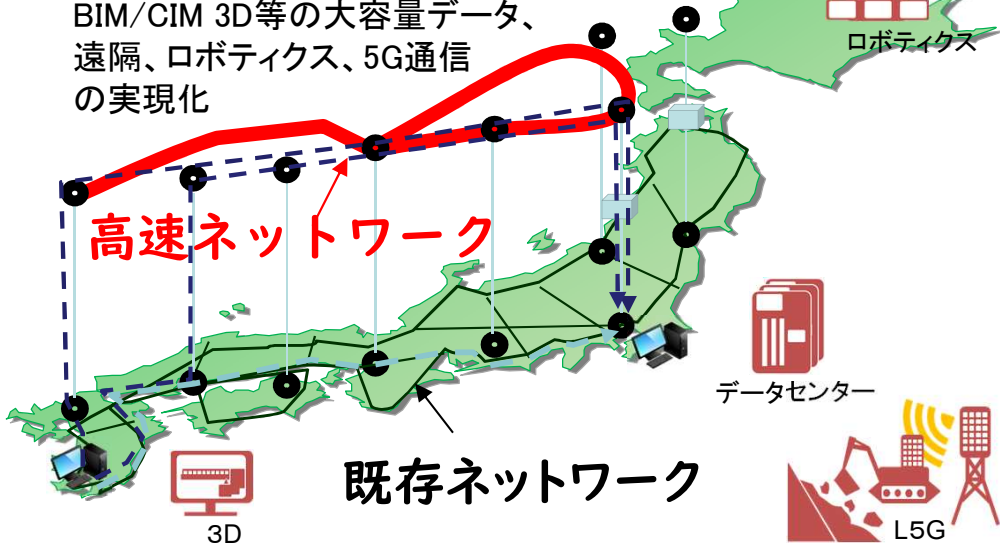 BIM/CIM 3D等の大容量データ、
遠隔、ロボティクス、5G通信
の実現化
ロボティクス
高速ネットワーク
データセンター
既存ネットワーク
3D
L5G